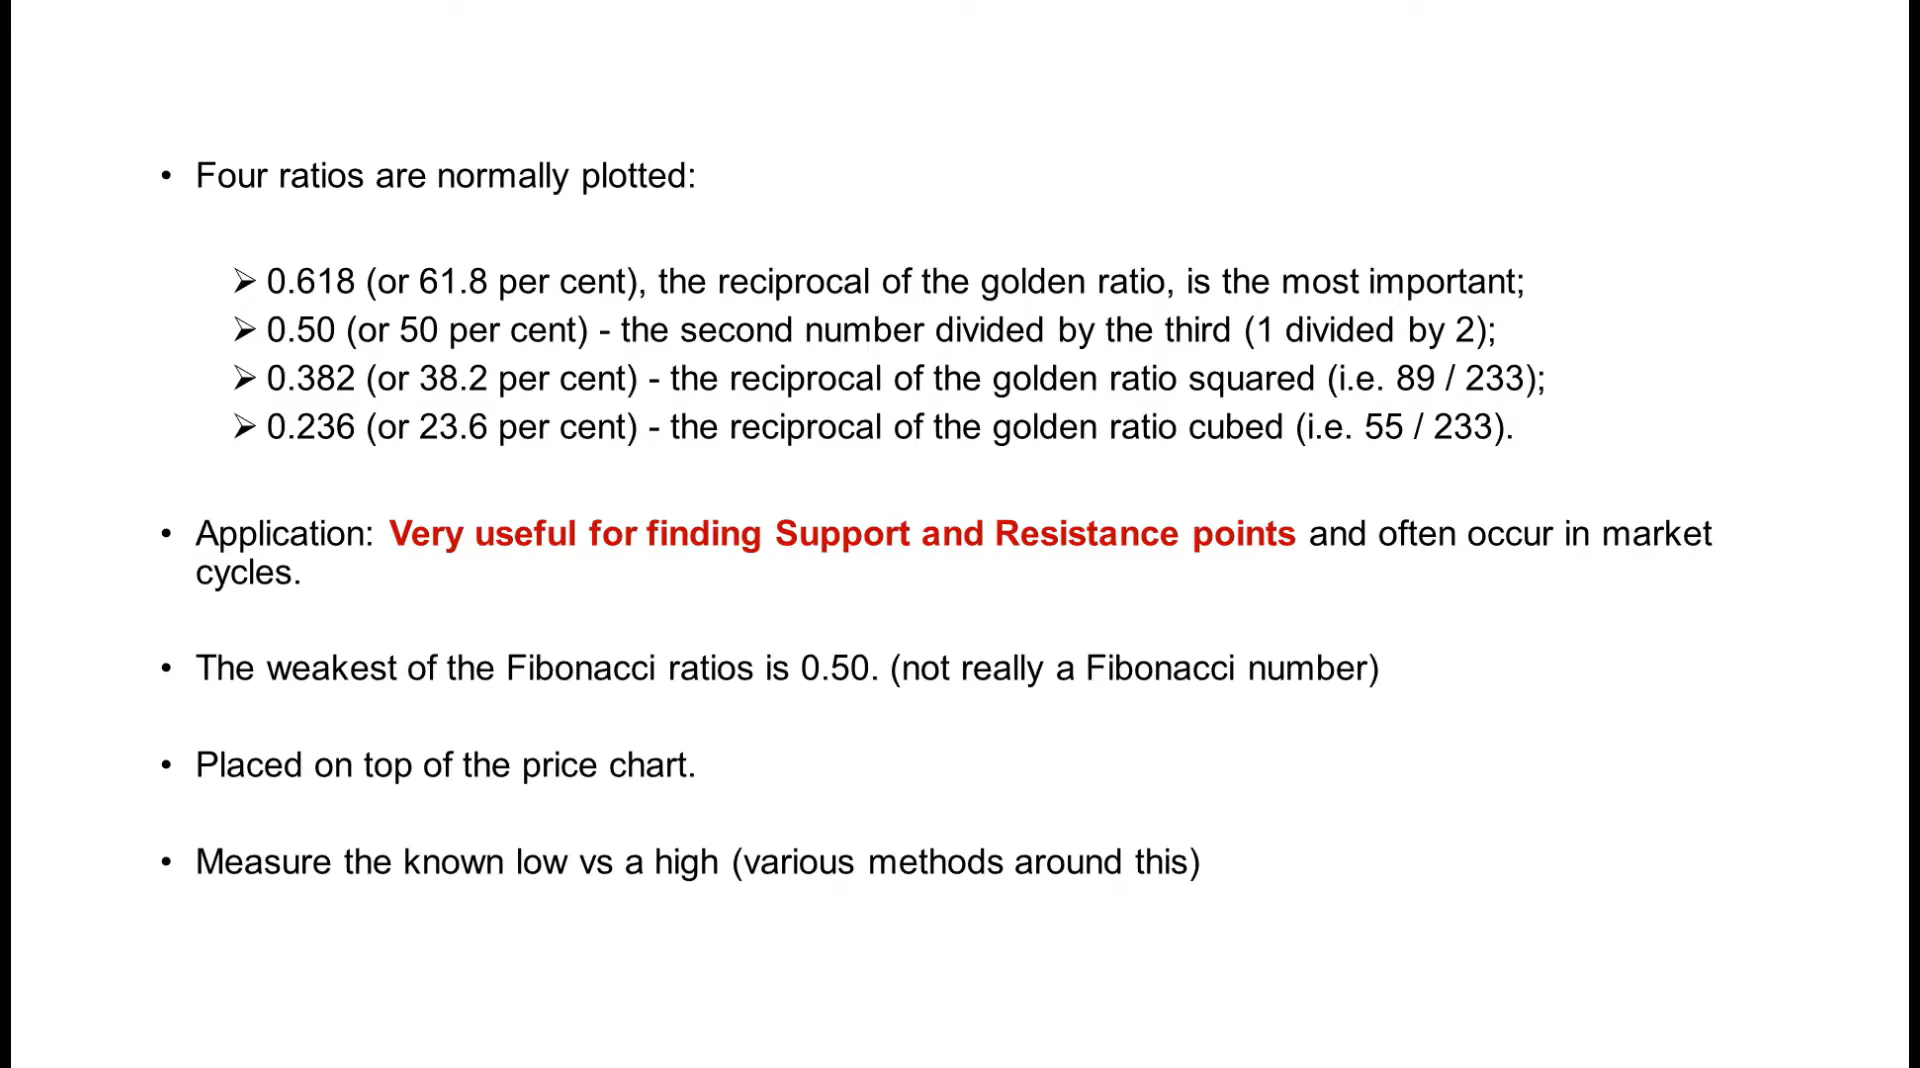 • Four ratios are normally plotted:
➢ 0.618 (or 61.8 per cent), the reciprocal of the golden ratio, is the most important;
➢ 0.50 (or 50 per cent) - the second number divided by the third (1 divided by 2);
➢ 0.382 (or 38.2 per cent) - the reciprocal of the golden ratio squared (i.e. 89 / 233);
➢ 0.236 (or 23.6 per cent) - the reciprocal of the golden ratio cubed (i.e. 55 / 233).
• Application: Very useful for finding Support and Resistance points and often occur in market
cycles.
• The weakest of the Fibonacci ratios is 0.50. (not really a Fibonacci number)
• Placed on top of the price chart.
• Measure the known low vs a high (various methods around this)